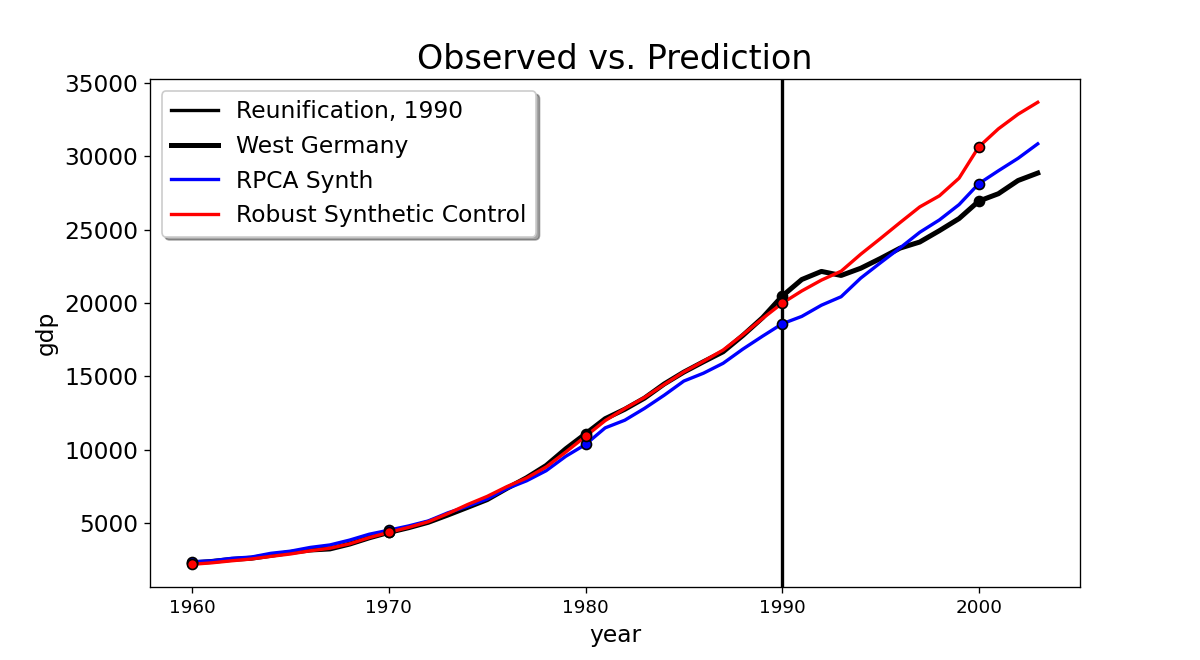 Observed vs. Prediction
35000
30000
25000
20000
15000
10000
5000
gdp
Reunification, 1990
West Germany
RPCA Synth
Robust Synthetic Control
1960 1970 1980 1990 2000
year